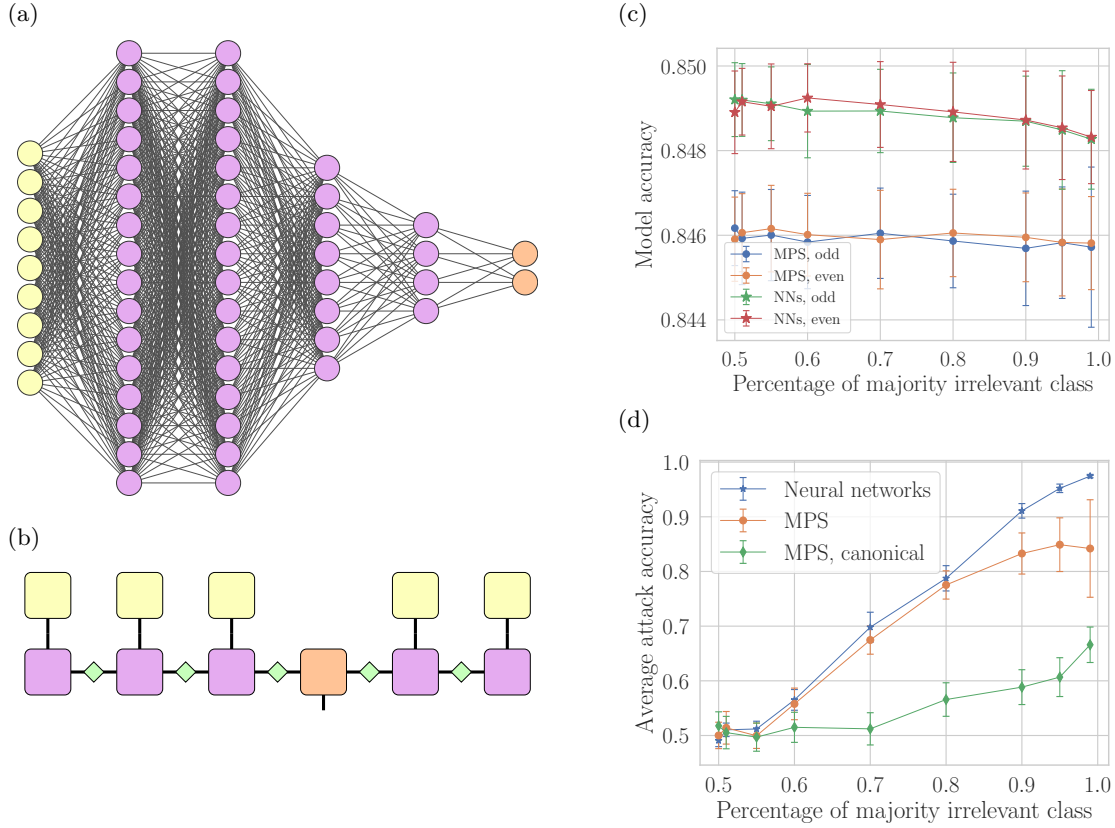 (a)
(b)
(c)
0.850
0.848
0.846
0.844
Model accuracy
MPS, odd
MPS, even
NNs, odd
NNs, even
0.5 0.6 0.7 0.8 0.9 1.0
Percentage of majority irrelevant class
(d)
1.0
0.9
0.8
0.7
0.6
0.5
Average attack accuracy
Neural networks
MPS
MPS, canonical
0.5 0.6 0.7 0.8 0.9 1.0
Percentage of majority irrelevant class